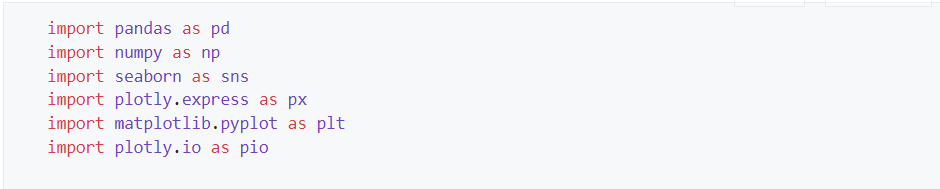 import pandas as pd
import numpy as np
import seaborn as sns
import plotly.express as px
import matplotlib.pyplot as plt
import plotly.io as pio